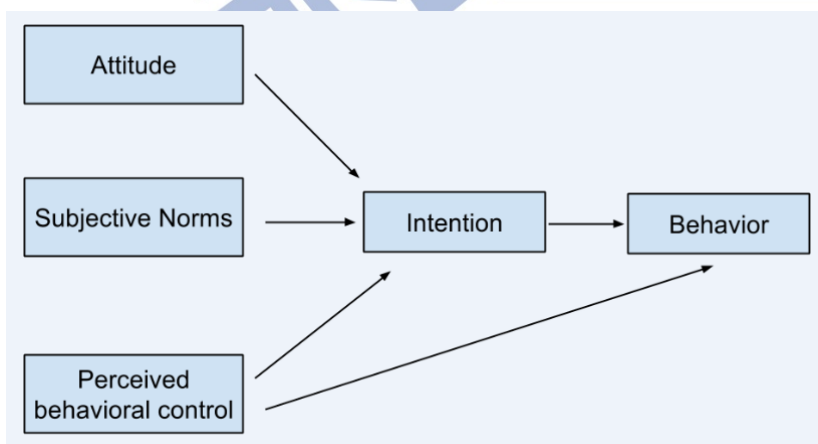 Attitude
Subjective Norms
Intention
Behavior
Perceived
behavioral control